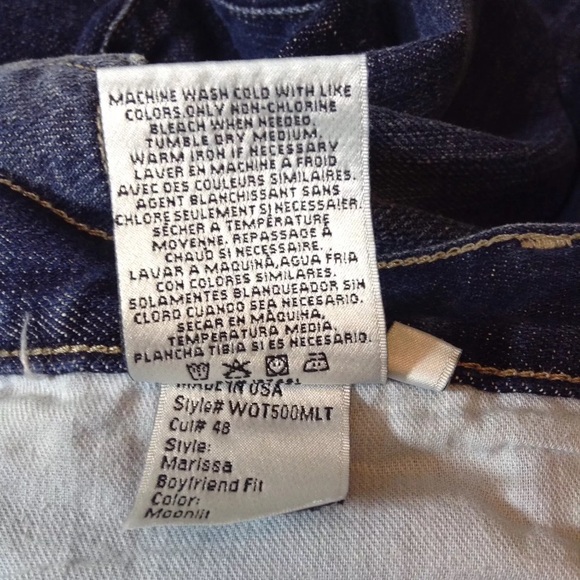 MACHINE WASH COLD WITH LIKE
COLORS.ONLY NON-CHLORINE
BLEACH WHEN NEEDED.
TUMBLE DRY MEDIUM.
WARM IRON IF NECESSARY
LAVER EN MACHINE A FROID
AVEC DES COULEURS SIMILAIRES.
AGENT BLANCHISSANT SANS
CHLORE SEULEMENT SI NECESSAIER.
SÉCHER A TEMPÉRATURE
MOYENNE. REPASSAGE À
CHAUD SI NECESSAIRE.
LAVAR A MAQUINA,AGUA FRIA
CON COLORES SIMILARES.
SOLAMENTES BLANQUEADOR SIN
CLORO CUANDO SEA NECESARIO.
SECAR EN MAQUINA,
TEMPERATURA MEDIA.
PLANCHA TIBIA SI ES NECESARIO.
MADE IN USA
Style# WOT500MLT
Cut# 48
Style:
Marissa
Boyfriend Fit
Color:
Moonlit